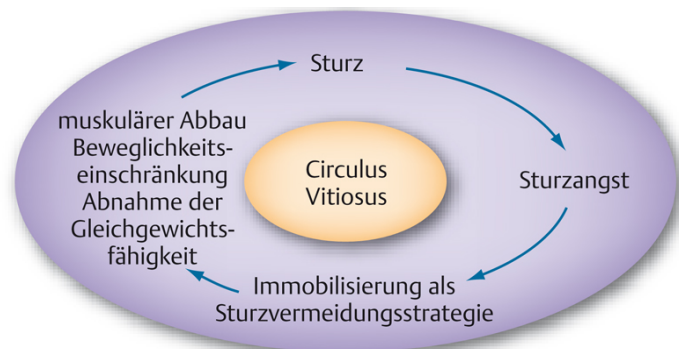 Sturz
Sturzangst
Immobilisierung als
Sturzvermeidungsstrategie
muskulärer Abbau
Beweglichkeits-
einschränkung
Abnahme der
Gleichgewichts-
fähigkeit
Circulus
Vitiosus